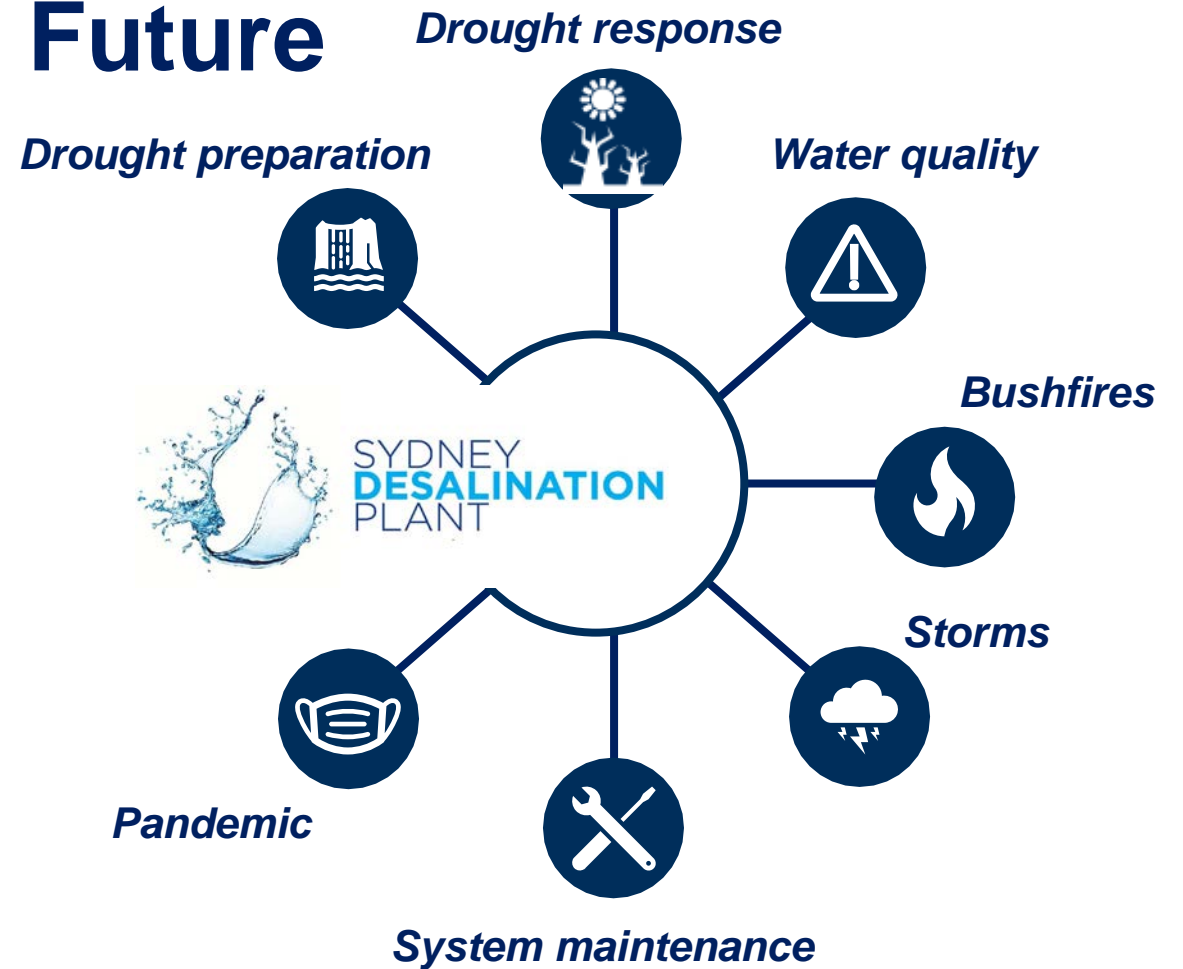 Future
Drought response
Drought preparation
Water quality
Bushfires
SYDNEY
DESALINATION
PLANT
Storms
Pandemic
System maintenance